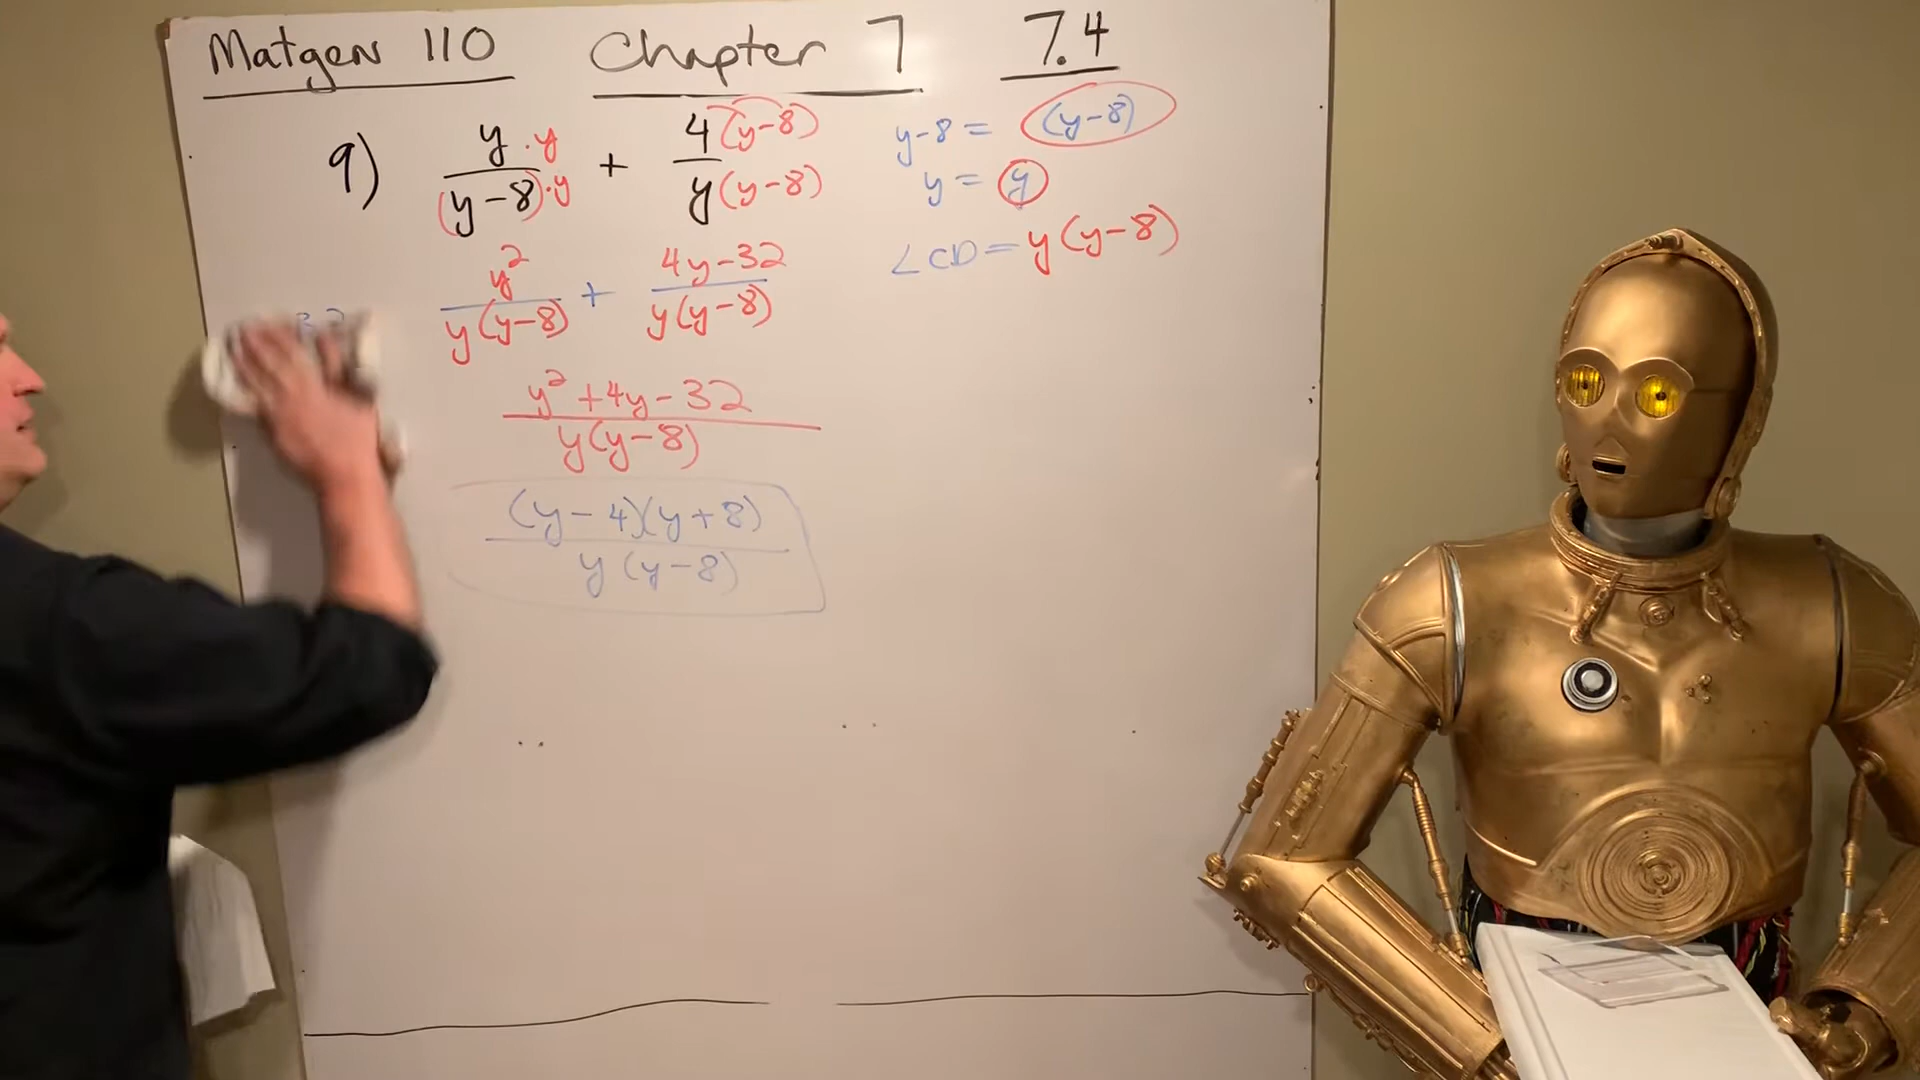 Matgen 110 Chapter 7 7.4
9) y·y/(y-8)·y + 4(y-8)/y(y-8)
y-8 = (y-8)
y = y
LCD = y(y-8)
y²/y(y-8) + 4y-32/y(y-8)
32
y²+4y-32/y(y-8)
(y-4)(y+8)/y(y-8)